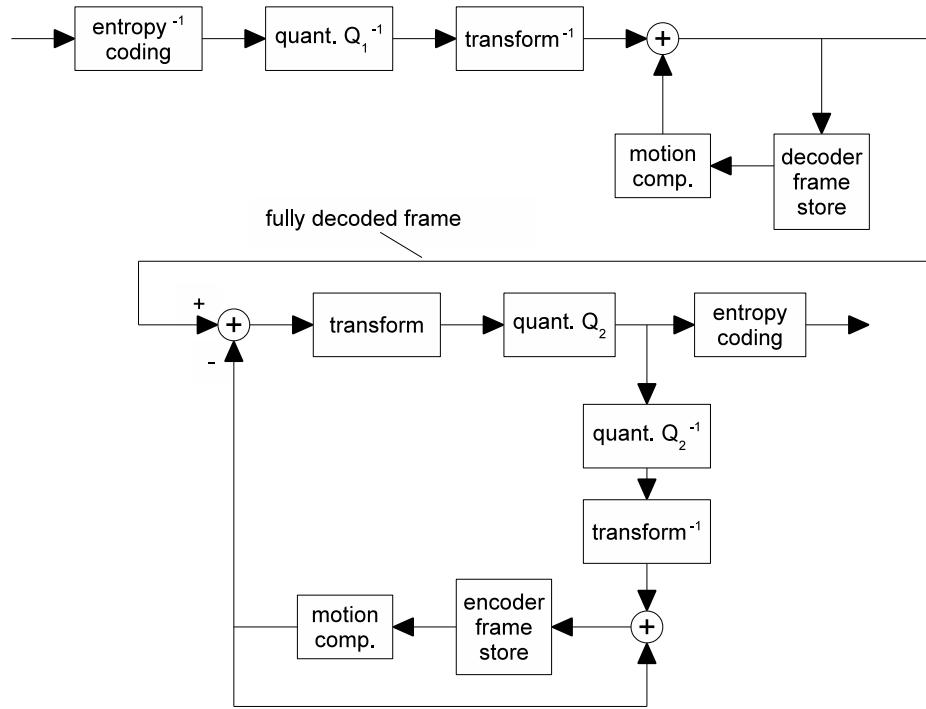 entropy⁻¹
coding
quant. Q₁⁻¹
transform⁻¹
+
motion
comp.
decoder
frame
store
fully decoded frame
+
+
-
transform
quant. Q₂
entropy
coding
quant. Q₂⁻¹
transform⁻¹
motion
comp.
encoder
frame
store
+